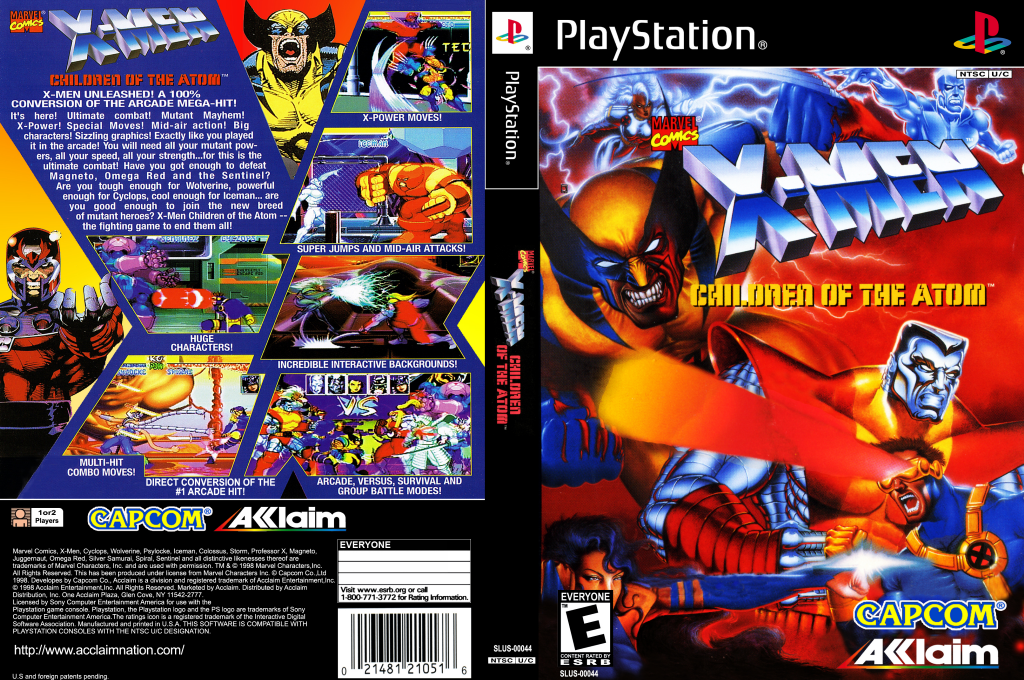 MARVEL
COMICS
X-MEN
CHILDREN OF THE ATOM™
X-MEN UNLEASHED! A 100%
CONVERSION OF THE ARCADE MEGA-HIT!
It's here! Ultimate combat! Mutant Mayhem!
X-Power! Special Moves! Mid-air action! Big
characters! Sizzling graphics! Exactly like you played
it in the arcade! You will need all your mutant pow-
ers, all your speed, all your strength...for this is the
ultimate combat! Have you got enough to defeat
Magneto, Omega Red and the Sentinel?
Are you tough enough for Wolverine, powerful
enough for Cyclops, cool enough for Iceman... are
you good enough to join the new breed
of mutant heroes? X-Men Children of the Atom --
the fighting game to end them all!
X-POWER MOVES!
ICEMAN
SUPER JUMPS AND MID-AIR ATTACKS!
SENTINEL CYCLOPS
HUGE
CHARACTERS!
INCREDIBLE INTERACTIVE BACKGROUNDS!
MULTI-HIT
COMBO MOVES!
DIRECT CONVERSION OF THE
#1 ARCADE HIT!
VS
ARCADE, VERSUS, SURVIVAL AND
GROUP BATTLE MODES!
1 or 2
Players
CAPCOM®
AKKlaim
Marvel Comics, X-Men, Cyclops, Wolverine, Psylocke, Iceman, Colossus, Storm, Professor X, Magneto,
Juggernaut, Omega Red, Silver Samurai, Spiral, Sentinel and all distinctive likenesses thereof are
trademarks of Marvel Characters, Inc. and are used with permission. TM & © 1998 Marvel Characters,Inc.
All Rights Reserved. This has been produced under license from Marvel Characters Inc. © Capcom Co.,Ltd
1998. Developes by Capcom Co., Acclaim is a division and registered trademark of Acclaim Entertainment,Inc.
© 1998 Acclaim Entertainment,Inc. All Rights Reserved. Marketed by Acclaim. Distributed by Acclaim
Distribution, Inc. One Acclaim Plaza, Glen Cove, NY 11542-2777.
Licensed by Sony Computer Entertainment America for use with the
Playstation game console. Playstation, the Playstation logo and the PS logo are trademarks of Sony
Computer Entertainment America.The ratings icon is a registered trademark of the Interactive Digital
Software Association. Manufactured and printed in U.S.A. THIS SOFTWARE IS COMPATIBLE WITH
PLAYSTATION CONSOLES WITH THE NTSC U/C DESIGNATION.
http://www.acclaimnation.com/
U.S and foreign patents pending.
EVERYONE
Visit www.esrb.org or call
1-800-771-3772 for Rating Information.
0 21481 21051 6
PlayStation®
MARVEL
COMICS
X-MEN
CHILDREN
OF THE ATOM™
SLUS-00044
NTSC U/C
PlayStation®
NTSC U/C
MARVEL
COMICS
X-MEN
CHILDREN OF THE ATOM™
EVERYONE
E
CONTENT RATED BY
ESRB
SLUS-00044
CAPCOM®
AKKlaim